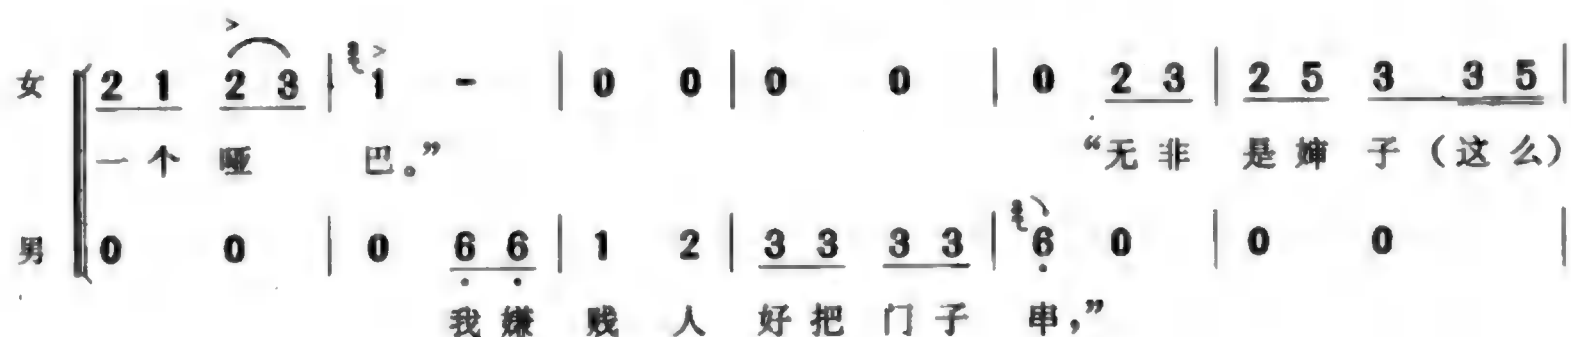 女 2 1 2 3 | 1 - | 0 0 | 0 0 | 0 2 3 | 2 5 3 3 5 |
一个哑 巴。” “无非 是婶 子(这么)
男 0 0 | 0 6 6 | 1 2 | 3 3 3 3 | 6 0 | 0 0 |
我嫌 贱 人 好把 门子 串,”